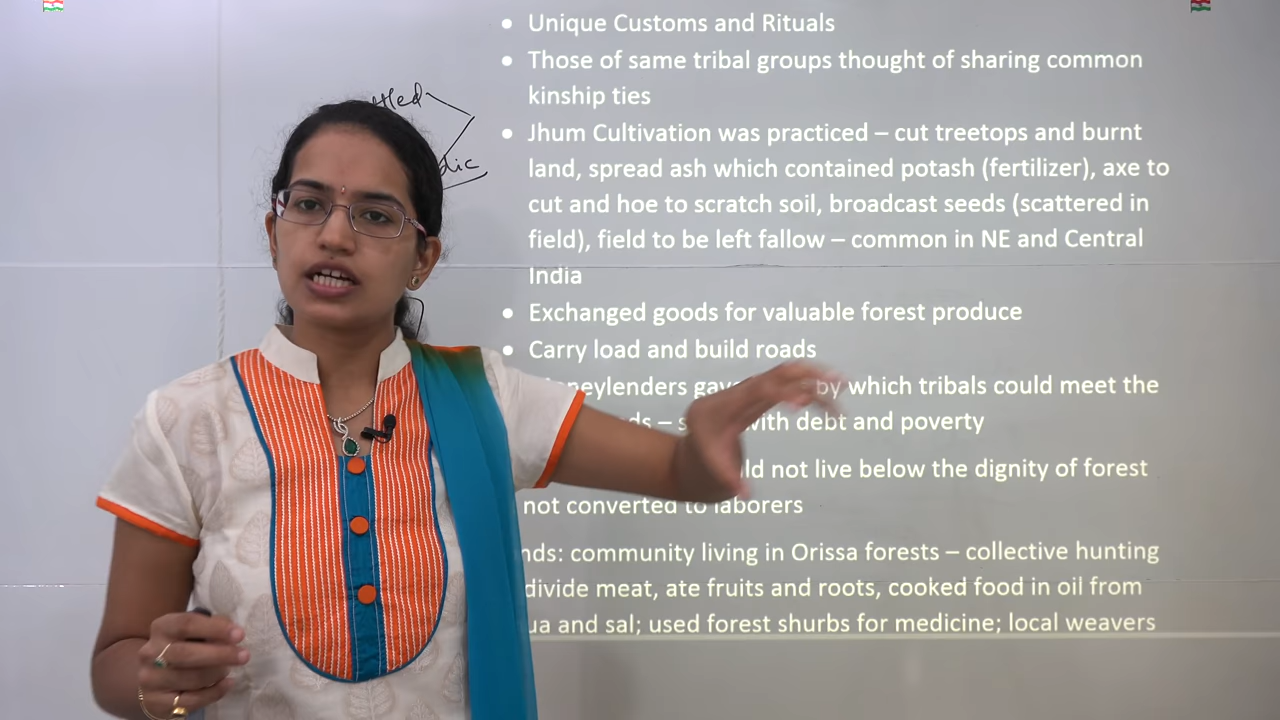 Unique Customs and Rituals
Those of same tribal groups thought of sharing common
kinship ties
Jhum Cultivation was practiced – cut treetops and burnt
land, spread ash which contained potash (fertilizer), axe to
cut and hoe to scratch soil, broadcast seeds (scattered in
field), field to be left fallow – common in NE and Central
India
Exchanged goods for valuable forest produce
Carry load and build roads
by which tribals could meet the
with debt and poverty
not live below the dignity of forest
not converted to laborers
community living in Orissa forests – collective hunting
divide meat, ate fruits and roots, cooked food in oil from
and sal; used forest shurbs for medicine; local weavers